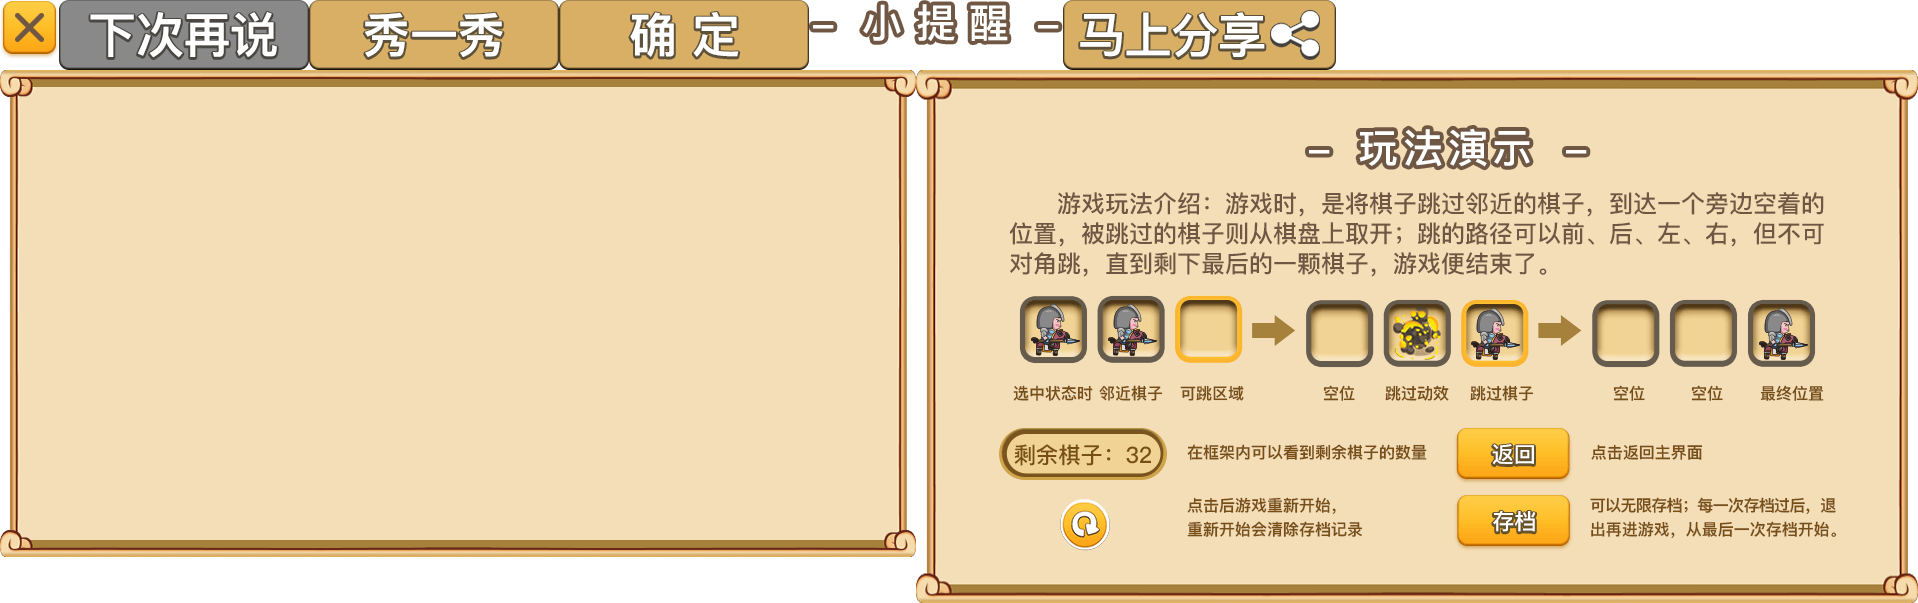 下次再说
秀一秀
确 定
– 小提醒 –
马上分享
– 玩法演示 –
游戏玩法介绍：游戏时，是将棋子跳过邻近的棋子，到达一个旁边空着的
位置，被跳过的棋子则从棋盘上取开；跳的路径可以前、后、左、右，但不可
对角跳，直到剩下最后的一颗棋子，游戏便结束了。
选中状态时 邻近棋子 可跳区域 空位 跳过动效 跳过棋子 空位 空位 最终位置
剩余棋子：32
在框架内可以看到剩余棋子的数量
返回
点击返回主界面
点击后游戏重新开始，
重新开始会清除存档记录
存档
可以无限存档；每一次存档过后，退
出再进游戏，从最后一次存档开始。